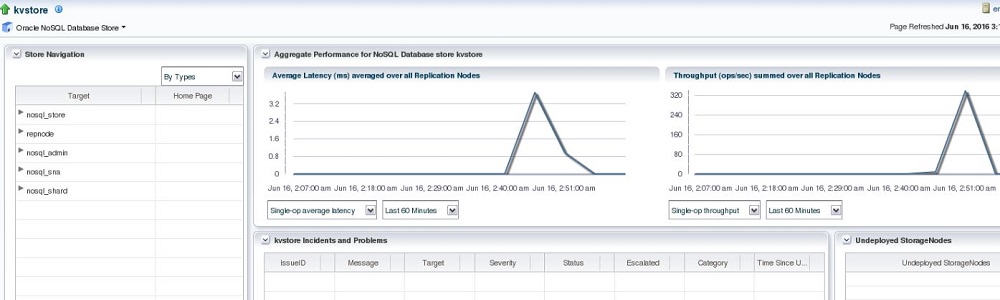 kvstore
Oracle NoSQL Database Store
Page Refreshed Jun 16, 2016
Store Navigation
By Types
Target Home Page
nosql_store
repnode
nosql_admin
nosql_sna
nosql_shard
Aggregate Performance for NoSQL Database store kvstore
Average Latency (ms) averaged over all Replication Nodes
3.2
2.4
1.6
0.8
0
Jun 16, 2:07:00 am Jun 16, 2:18:00 am Jun 16, 2:29:00 am Jun 16, 2:40:00 am Jun 16, 2:51:00 am
Single-op average latency Last 60 Minutes
Throughput (ops/sec) summed over all Replication Nodes
320
240
160
80
0
Jun 16, 2:07:00 am Jun 16, 2:18:00 am Jun 16, 2:29:00 am Jun 16, 2:40:00 am Jun 16, 2:51:00 am
Single-op throughput Last 60 Minutes
kvstore Incidents and Problems
IssueID Message Target Severity Status Escalated Category Time Since U...
Undeployed StorageNodes
Undeployed StorageNodes